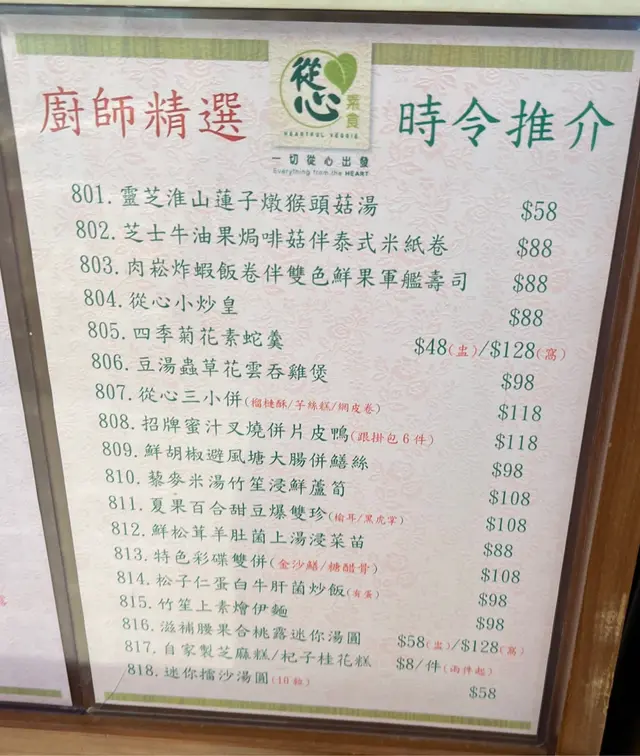 廚師精選
從心
素食
HEARTFUL VEGGIE
一切從心出發
Everything from the HEART
時令推介
801. 靈芝淮山蓮子燉猴頭菇湯 $58
802. 芝士牛油果焗啡菇伴泰式米紙卷 $88
803. 肉崧炸蝦飯卷伴雙色鮮果軍艦壽司 $88
804. 從心小炒皇 $88
805. 四季菊花素蛇羹 $48(盅)/$128(窩)
806. 豆湯蟲草花雲吞雞煲 $98
807. 從心三小併(榴槤酥/芋絲糕/網皮卷) $118
808. 招牌蜜汁叉燒併片皮鴨(跟掛包6件) $118
809. 鮮胡椒避風塘大腸併鱔絲 $98
810. 藜麥米湯竹笙浸鮮蘆筍 $108
811. 夏果百合甜豆爆雙珍(榆耳/黑虎掌) $108
812. 鮮松茸羊肚菌上湯浸菜苗 $88
813. 特色彩碟雙併(金沙鱔/糖醋骨) $108
814. 松子仁蛋白牛肝菌炒飯(有蛋) $98
815. 竹笙上素燴伊麵 $98
816. 滋補腰果合桃露迷你湯圓 $58(盅)/$128(窩)
817. 自家製芝麻糕/杞子桂花糕 $8/件(兩件起)
818. 迷你擂沙湯圓(10粒) $58